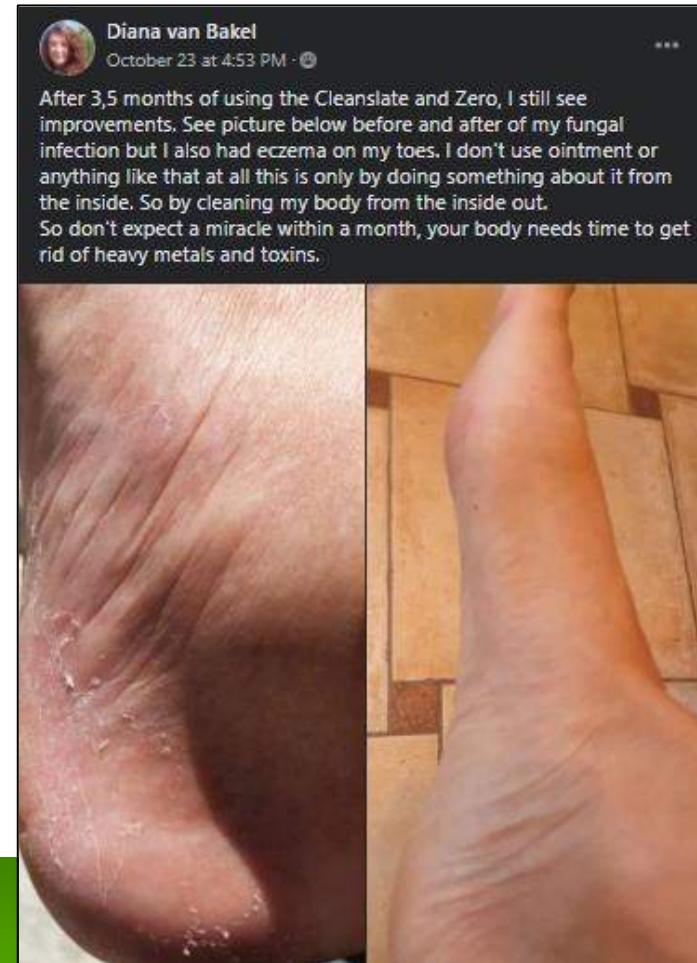 Diana van Bakel
October 23 at 4:53 PM ·
After 3,5 months of using the Cleanslate and Zero, I still see
improvements. See picture below before and after of my fungal
infection but I also had eczema on my toes. I don't use ointment or
anything like that at all this is only by doing something about it from
the inside. So by cleaning my body from the inside out.
So don't expect a miracle within a month, your body needs time to get
rid of heavy metals and toxins.